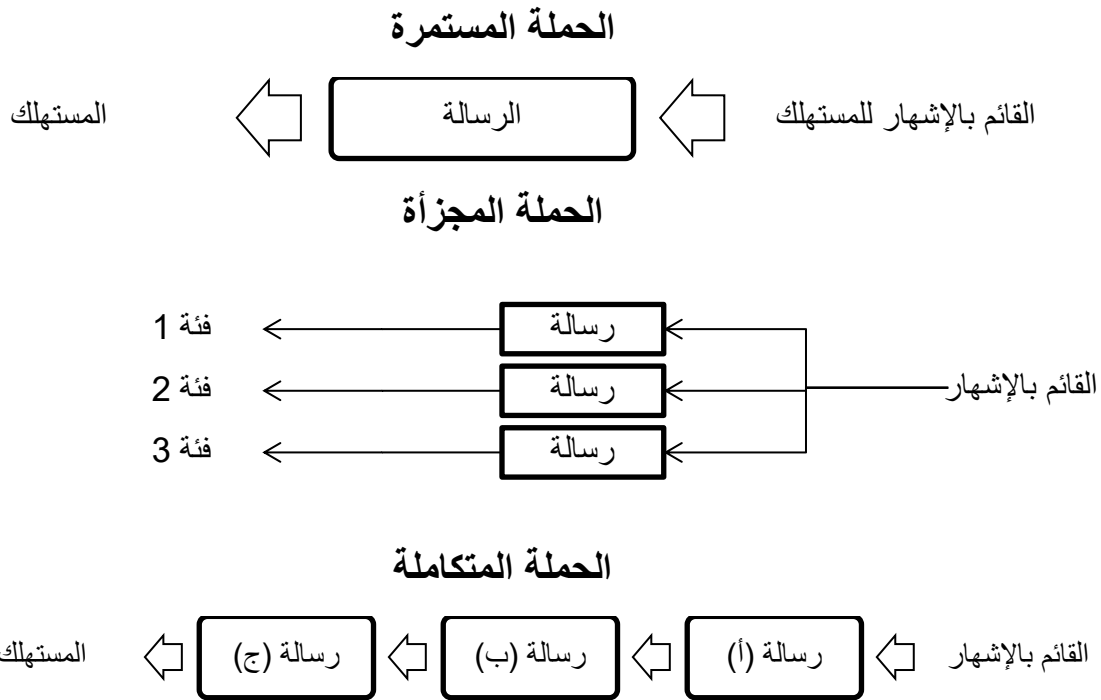 الحملة المستمرة
القائم بالإشهار للمستهلك الرسالة المستهلك
الحملة المجزأة
رسالة فئة 1
القائم بالإشهار رسالة فئة 2
رسالة فئة 3
الحملة المتكاملة
القائم بالإشهار رسالة (أ) رسالة (ب) رسالة (ج) المستهلك